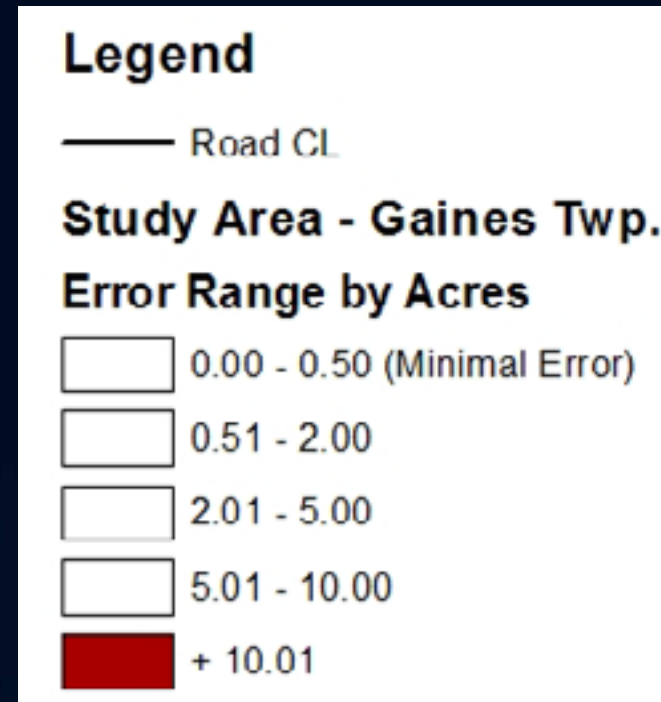 Legend
Road CL
Study Area - Gaines Twp.
Error Range by Acres
0.00 - 0.50 (Minimal Error)
0.51 - 2.00
2.01 - 5.00
5.01 - 10.00
+ 10.01